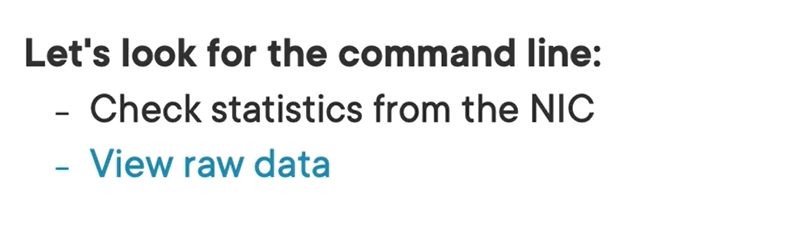 Let's look for the command line:
- Check statistics from the NIC
- View raw data